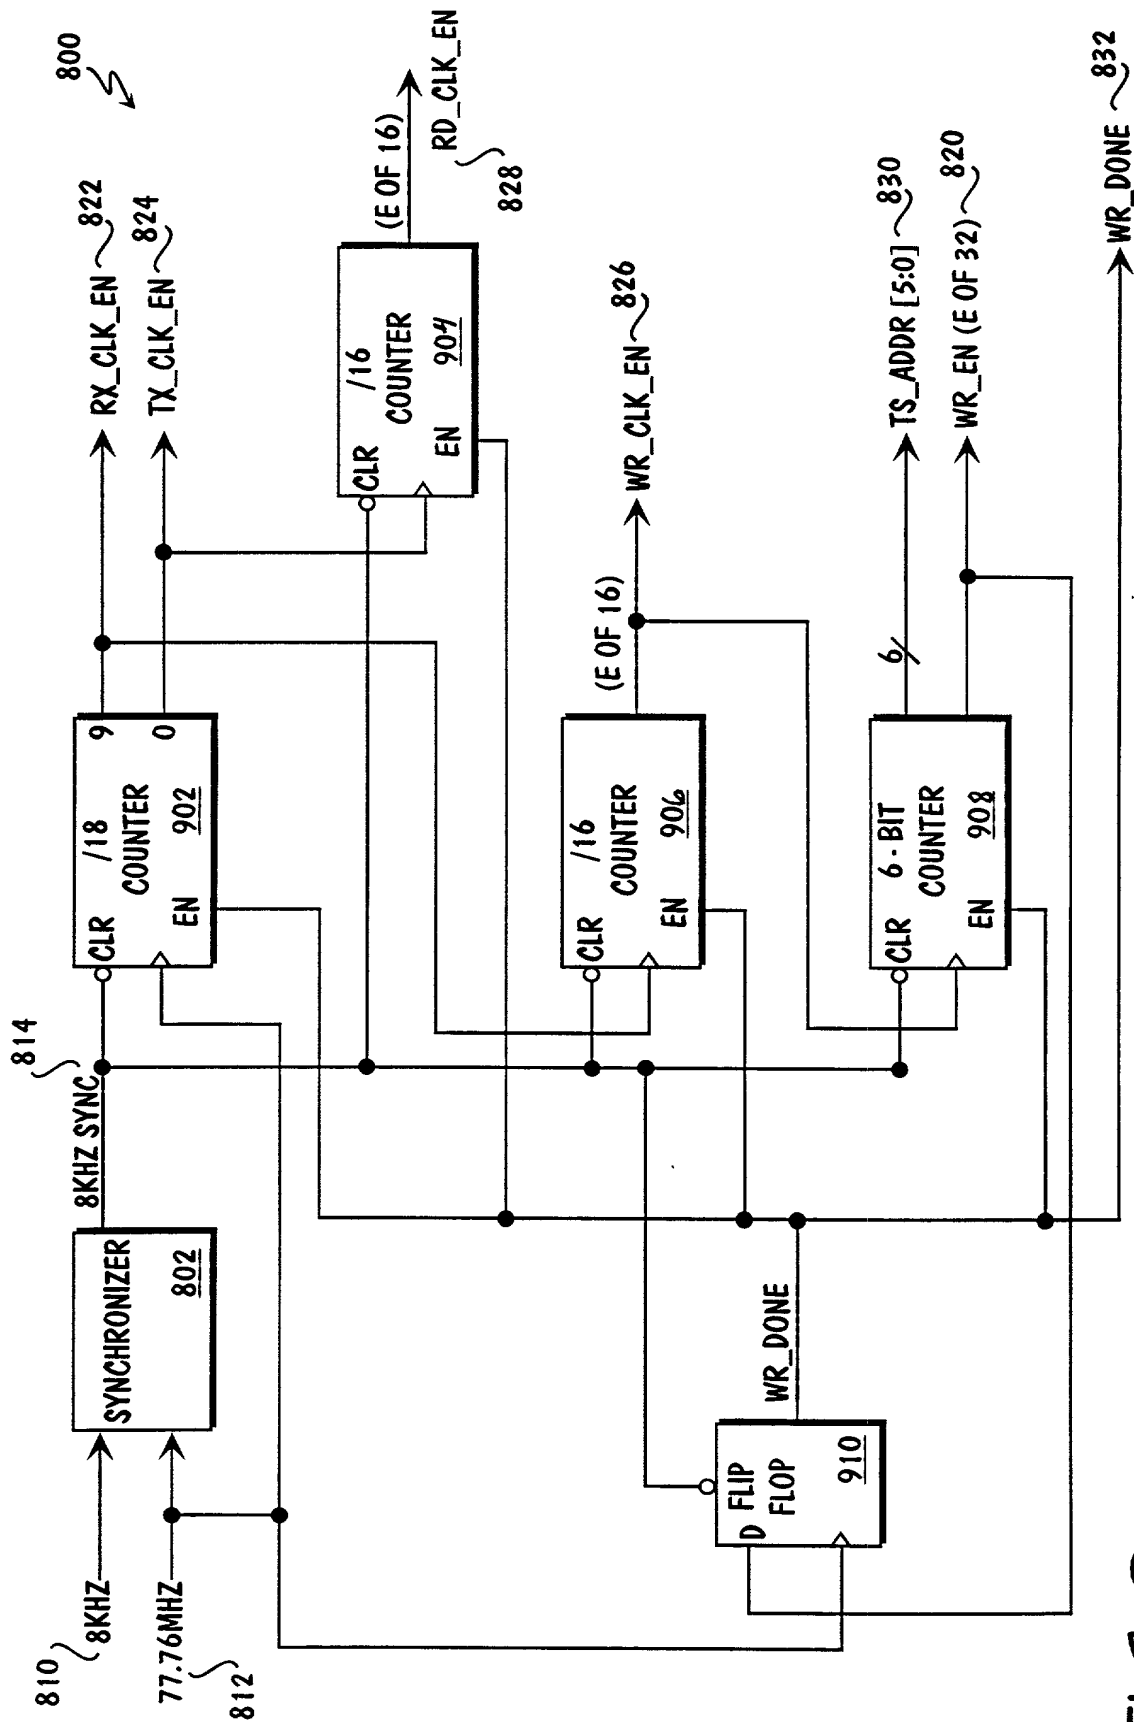 800
810
8KHZ
77.76MHZ
812
SYNCHRONIZER
802
8KHZ SYNC
814
CLR
/18
COUNTER
902
EN
9
0
RX_CLK_EN
822
TX_CLK_EN
824
CLR
/16
COUNTER
904
EN
(E OF 16)
RD_CLK_EN
828
CLR
/16
COUNTER
906
EN
(E OF 16)
WR_CLK_EN
826
D FLIP
FLOP
910
WR_DONE
CLR
6-BIT
COUNTER
908
EN
6
TS_ADDR [5:0]
830
WR_EN (E OF 32)
820
WR_DONE
832